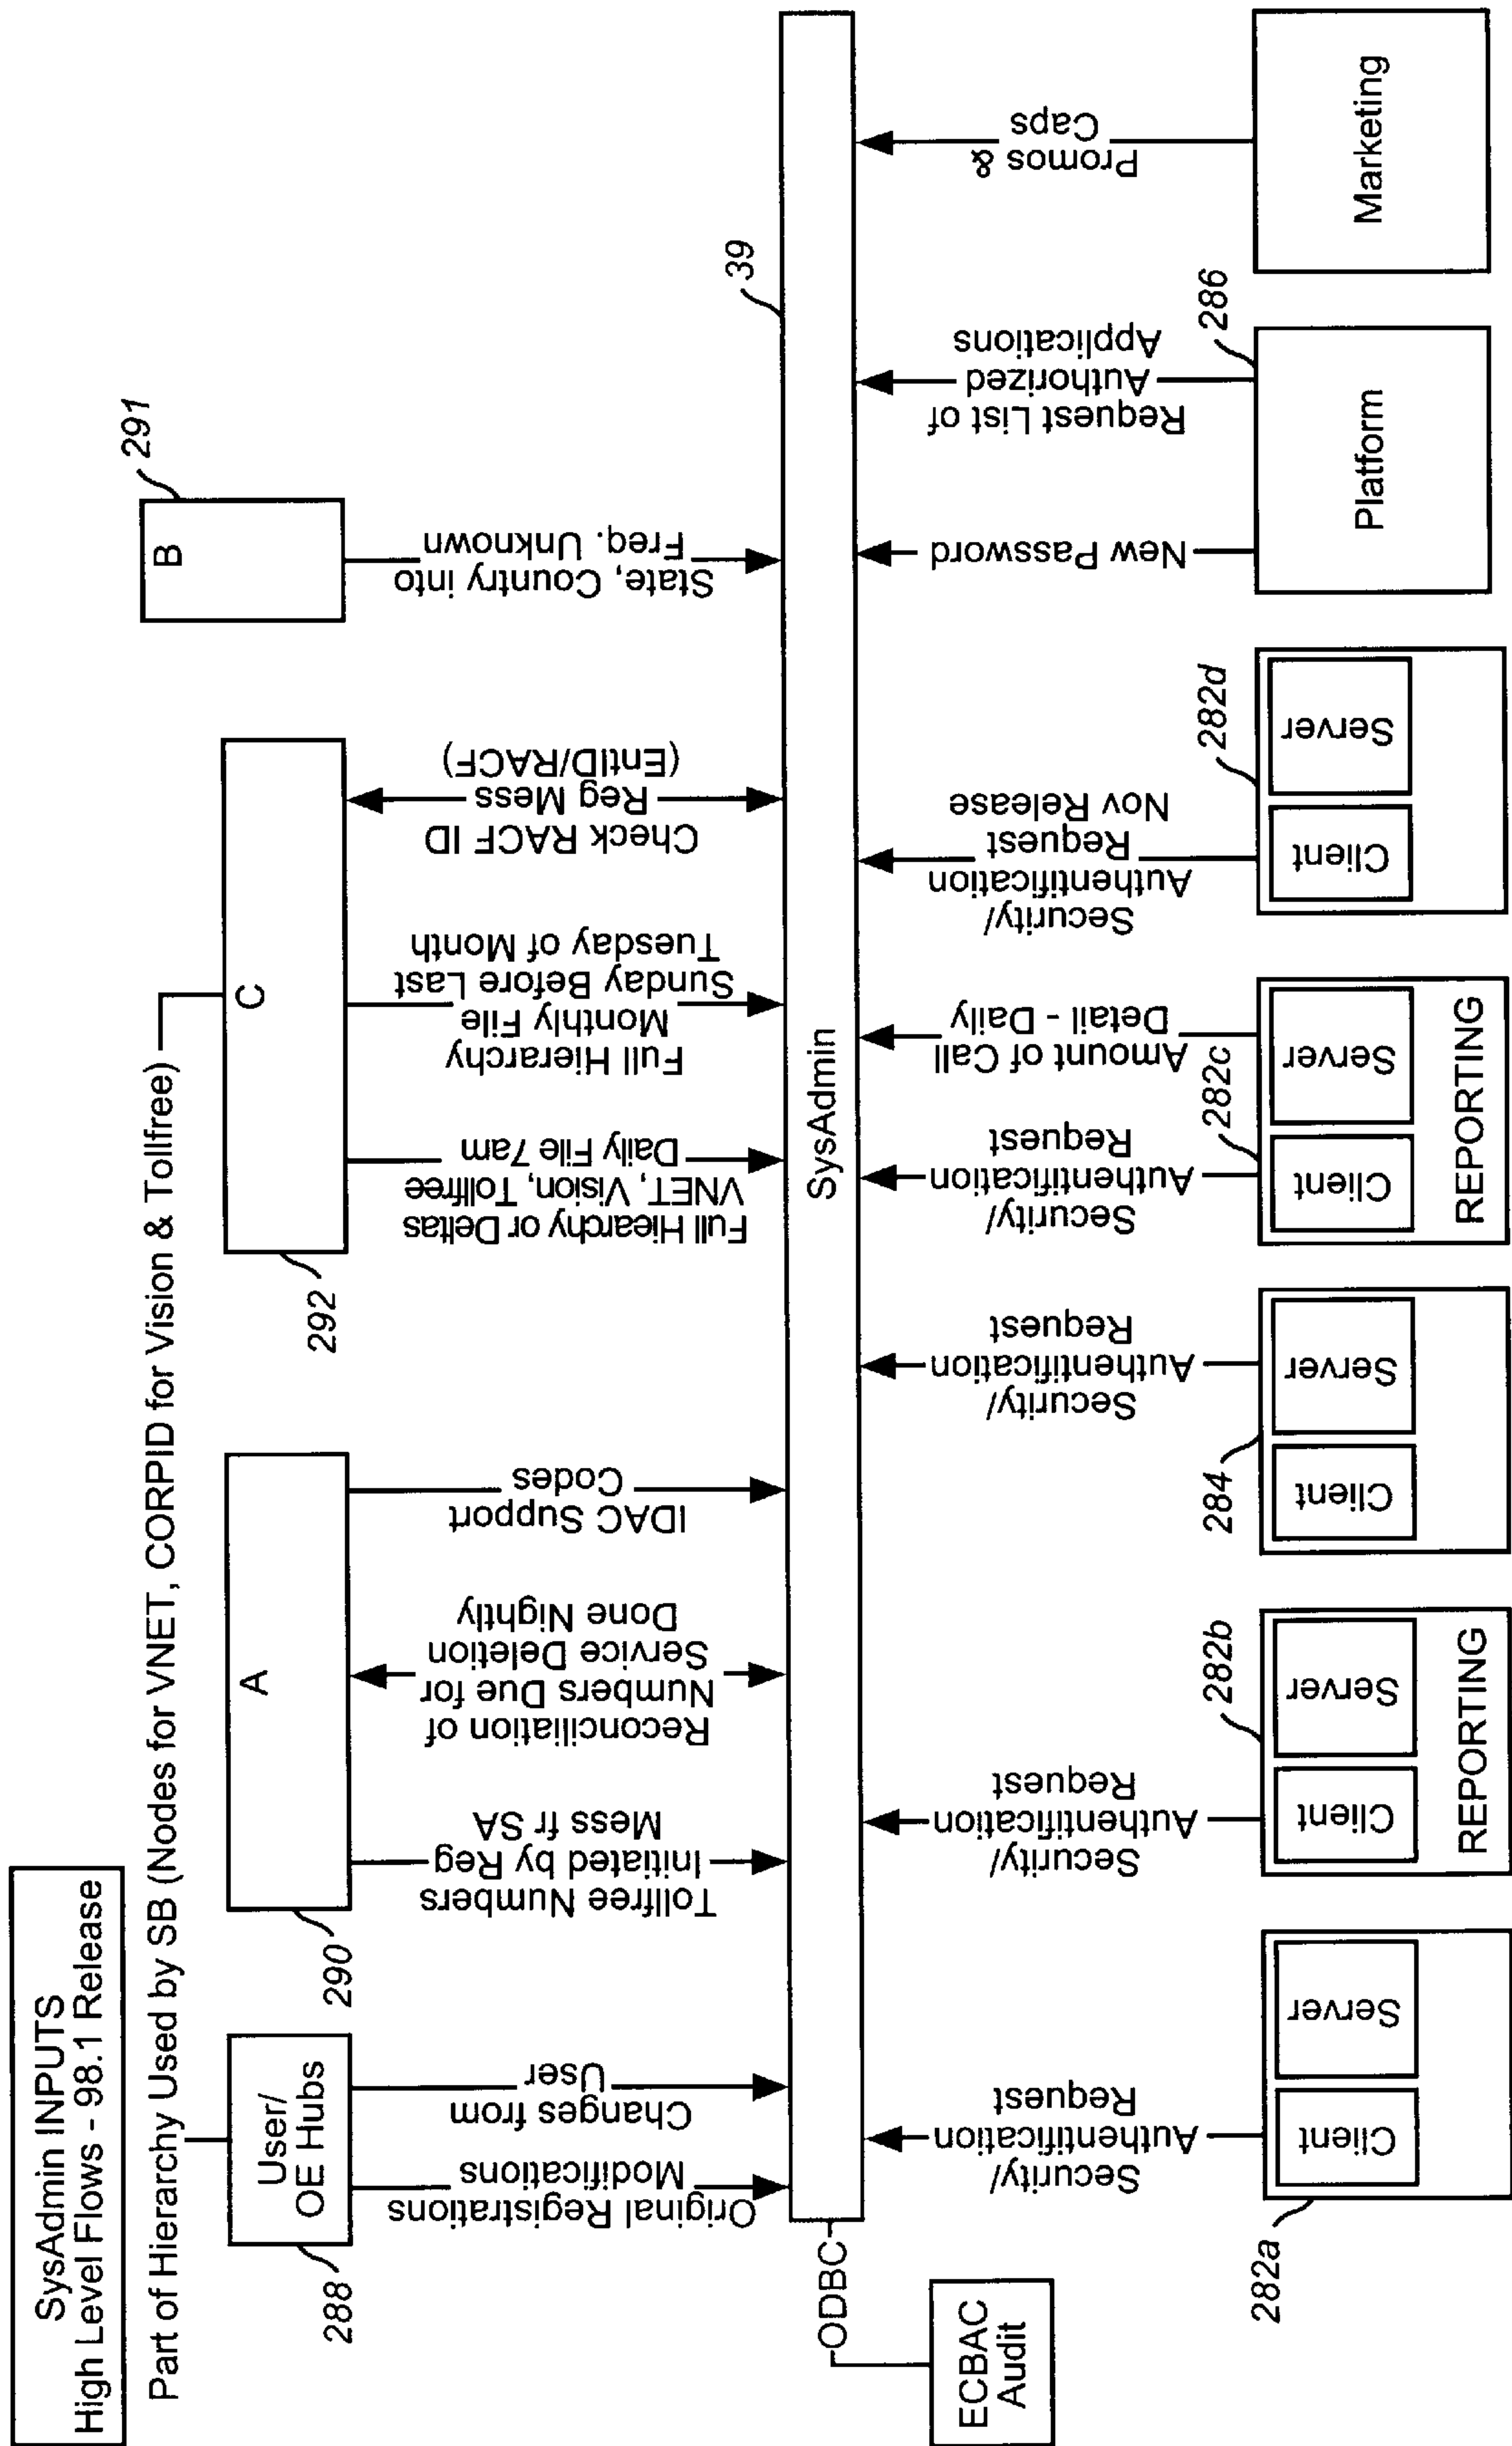 SysAdmin INPUTS
High Level Flows - 98.1 Release
Part of Hierarchy Used by SB (Nodes for VNET, CORPID for Vision & Tollfree)
User/
OE Hubs
288
Original Registrations
Modifications
Changes from
User
A
290
Tollfree Numbers
Initiated by Reg
Mess fr SA
Reconciliation of
Numbers Due for
Service Deletion
Done Nightly
IDAC Support
Codes
C
292
Full Hiearchy or Deltas
VNET, Vision, Tollfree
Daily File 7am
Full Hierarchy
Monthly File
Sunday Before Last
Tuesday of Month
Check RACF ID
Reg Mess
(EntID/RACF)
B
291
State, Country into
Freq. Unknown
39
SysAdmin
ODBC
ECBAC
Audit
Security/
Authentification
Request
282a
Client
Server
Security/
Authentification
Request
282b
Client
Server
REPORTING
Security/
Authentification
Request
284
Client
Server
Security/
Authentification
Request
282c
Amount of Call
Detail - Daily
Client
Server
REPORTING
Security/
Authentification
Request
Nov Release
282d
Client
Server
New Password
Request List of
Authorized
Applications
286
Platform
Promos &
Caps
Marketing